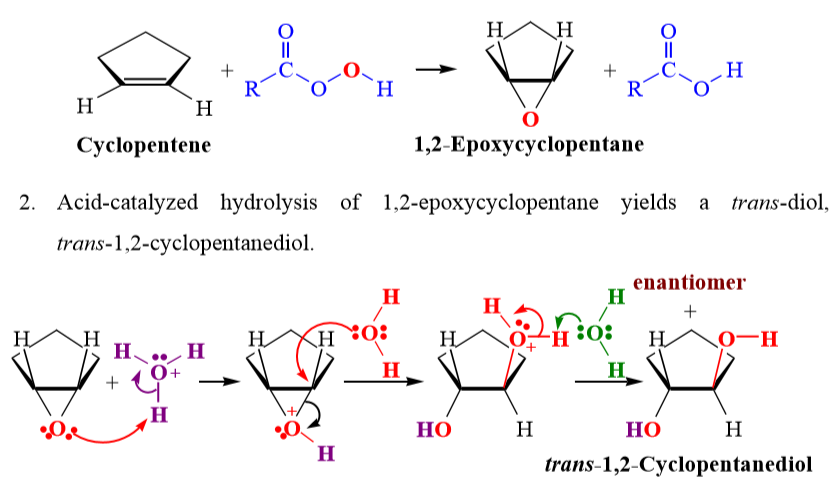 O
H H O
C O C H
+ +
R O H R O
H H O
Cyclopentene 1,2-Epoxycyclopentane
2. Acid-catalyzed hydrolysis of 1,2-epoxycyclopentane yields a trans-diol,
trans-1,2-cyclopentanediol.
enantiomer
H H H +
H H H H H H O H O H H O H O H
+ O + + H H
H
O O HO H HO H
H
trans-1,2-Cyclopentanediol